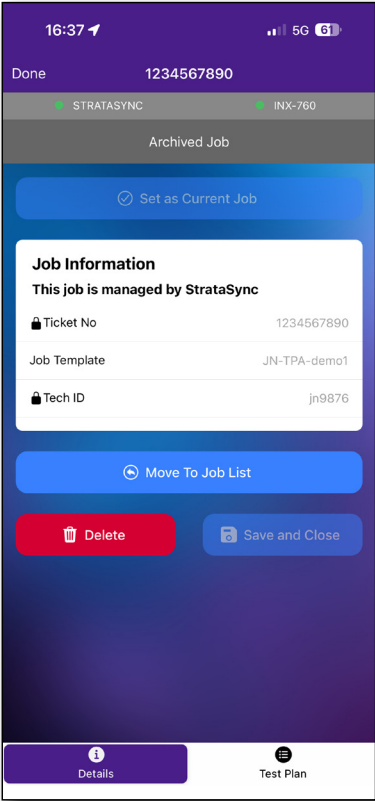 16:37 5G 61
Done 1234567890
STRATASYNC INX-760
Archived Job
Set as Current Job
Job Information
This job is managed by StrataSync
Ticket No 1234567890
Job Template JN-TPA-demo1
Tech ID jn9876
Move To Job List
Delete Save and Close
Details Test Plan